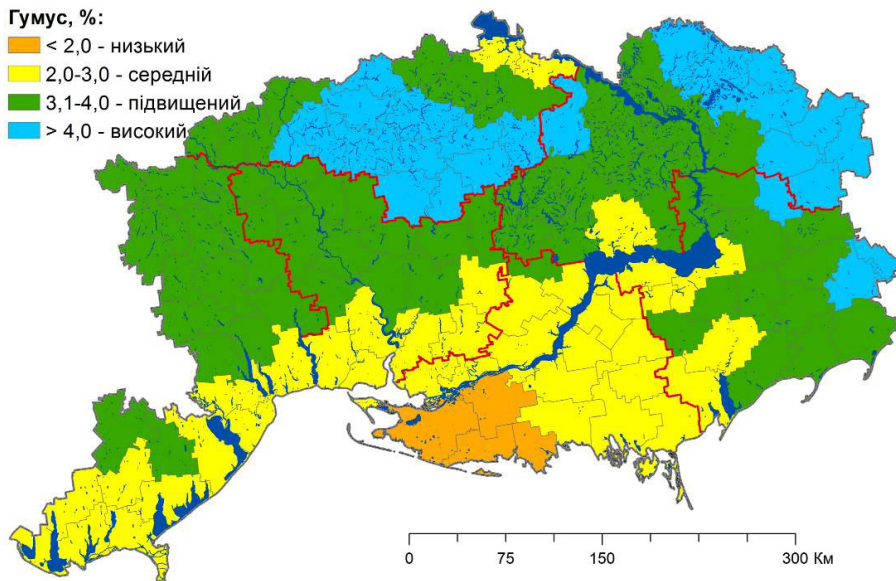 Гумус, %:
< 2,0 - низький
2,0-3,0 - середній
3,1-4,0 - підвищений
> 4,0 - високий
0 75 150 300 Км